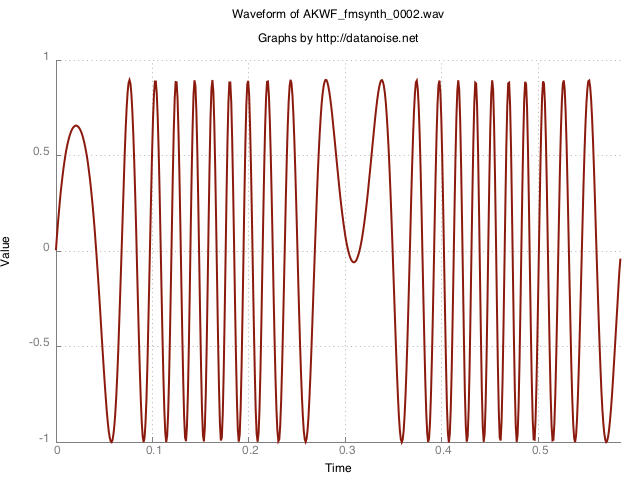 Waveform of AKWF_fmsynth_0002.wav
Graphs by http://datanoise.net
1
0.5
0
-0.5
-1
Value
0 0.1 0.2 0.3 0.4 0.5
Time